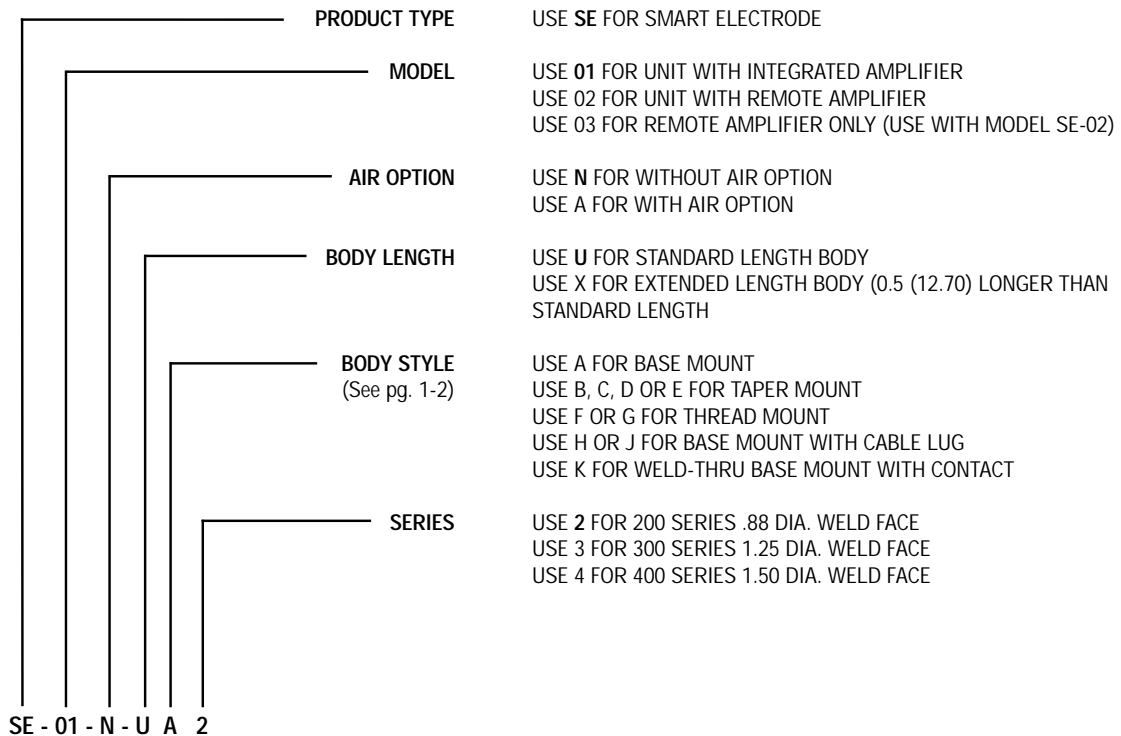 PRODUCT TYPE USE SE FOR SMART ELECTRODE
MODEL USE 01 FOR UNIT WITH INTEGRATED AMPLIFIER
USE 02 FOR UNIT WITH REMOTE AMPLIFIER
USE 03 FOR REMOTE AMPLIFIER ONLY (USE WITH MODEL SE-02)
AIR OPTION USE N FOR WITHOUT AIR OPTION
USE A FOR WITH AIR OPTION
BODY LENGTH USE U FOR STANDARD LENGTH BODY
USE X FOR EXTENDED LENGTH BODY (0.5 (12.70) LONGER THAN
STANDARD LENGTH
BODY STYLE USE A FOR BASE MOUNT
(See pg. 1-2) USE B, C, D OR E FOR TAPER MOUNT
USE F OR G FOR THREAD MOUNT
USE H OR J FOR BASE MOUNT WITH CABLE LUG
USE K FOR WELD-THRU BASE MOUNT WITH CONTACT
SERIES USE 2 FOR 200 SERIES .88 DIA. WELD FACE
USE 3 FOR 300 SERIES 1.25 DIA. WELD FACE
USE 4 FOR 400 SERIES 1.50 DIA. WELD FACE
SE - 01 - N - U A 2